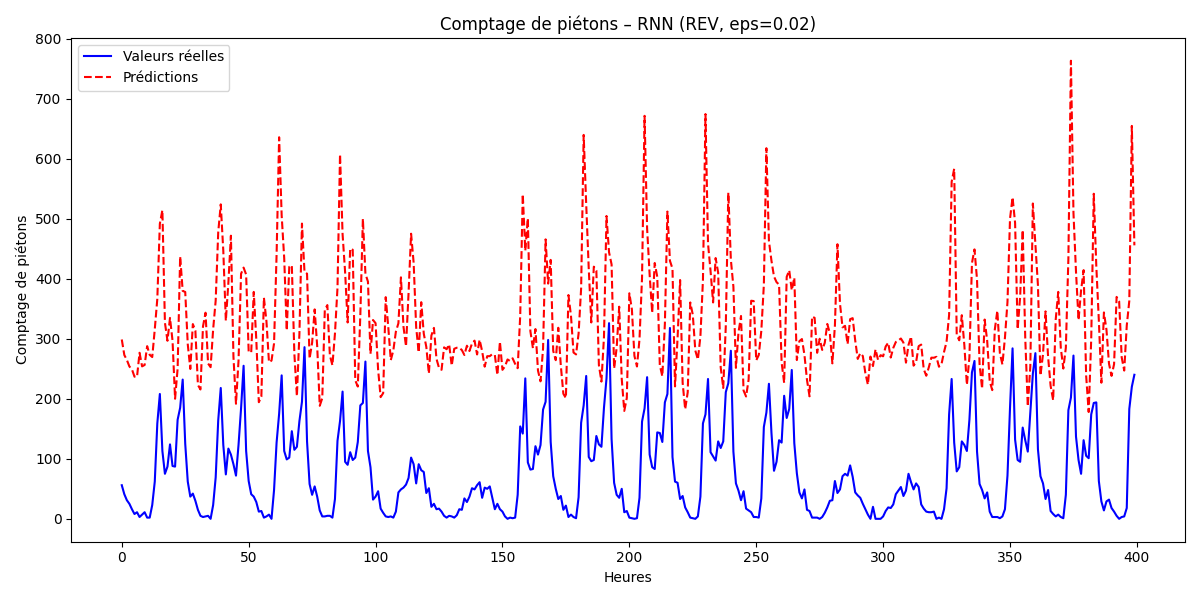 Comptage de piétons – RNN (REV, eps=0.02)
Valeurs réelles
Prédictions
Comptage de piétons
800
700
600
500
400
300
200
100
0
0 50 100 150 200 250 300 350 400
Heures